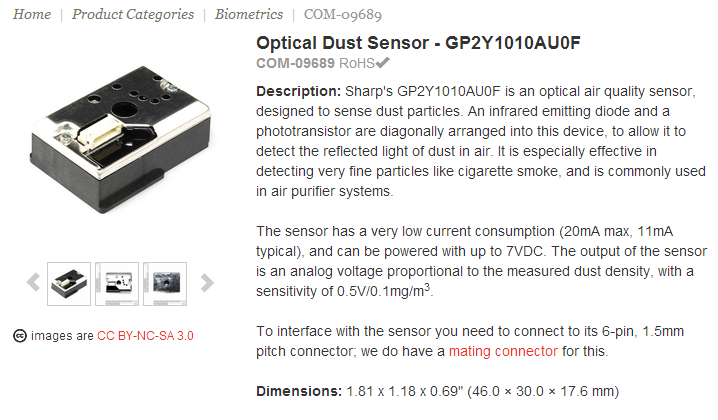 Home | Product Categories | Biometrics | COM-09689
Optical Dust Sensor - GP2Y1010AU0F
COM-09689 RoHS✔
Description: Sharp's GP2Y1010AU0F is an optical air quality sensor,
designed to sense dust particles. An infrared emitting diode and a
phototransistor are diagonally arranged into this device, to allow it to
detect the reflected light of dust in air. It is especially effective in
detecting very fine particles like cigarette smoke, and is commonly used
in air purifier systems.
The sensor has a very low current consumption (20mA max, 11mA
typical), and can be powered with up to 7VDC. The output of the sensor
is an analog voltage proportional to the measured dust density, with a
sensitivity of 0.5V/0.1mg/m³.
To interface with the sensor you need to connect to its 6-pin, 1.5mm
pitch connector; we do have a mating connector for this.
Dimensions: 1.81 x 1.18 x 0.69" (46.0 × 30.0 × 17.6 mm)
cc images are CC BY-NC-SA 3.0